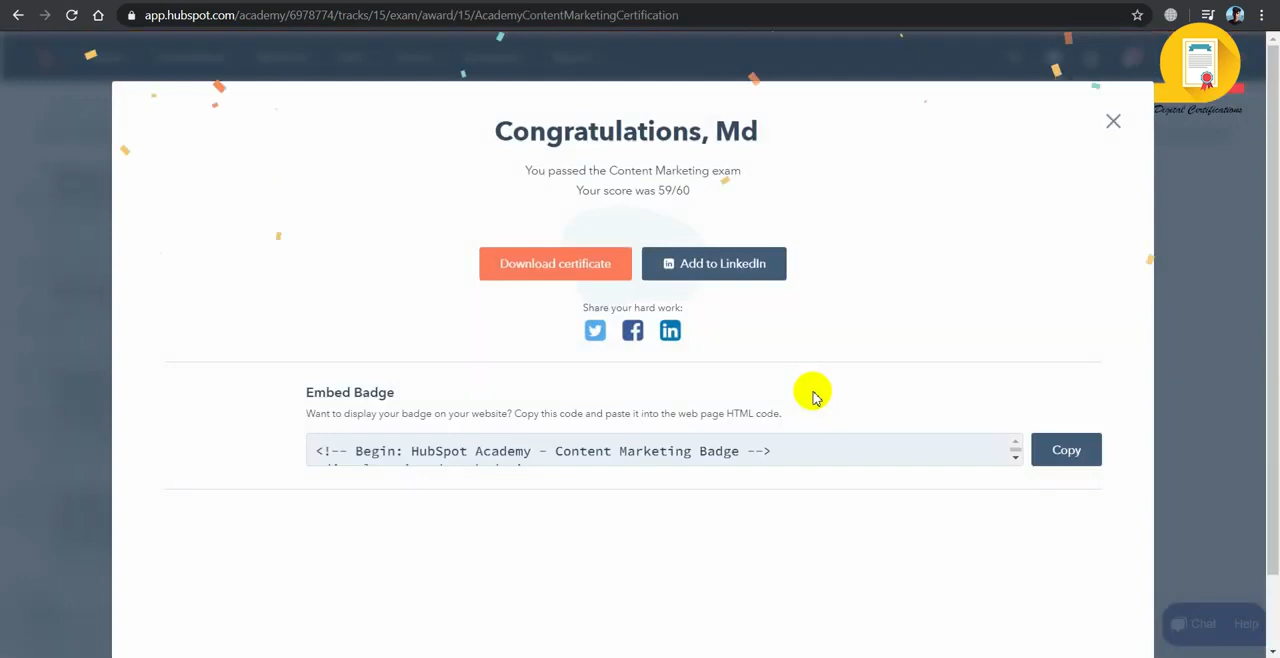 app.hubspot.com/academy/6978774/tracks/15/exam/award/15/AcademyContentMarketingCertification
Digital Certifications
Congratulations, Md
You passed the Content Marketing exam
Your score was 59/60
Download certificate
in Add to LinkedIn
Share your hard work:
in
Embed Badge
Want to display your badge on your website? Copy this code and paste it into the web page HTML code.
<!-- Begin: HubSpot Academy - Content Marketing Badge -->
Copy
Chat Help